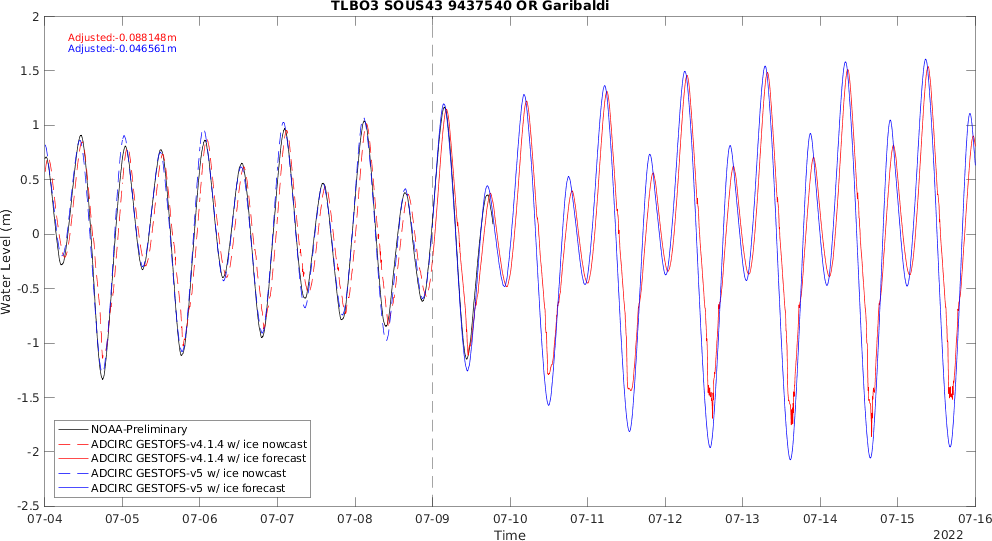 TLBO3 SOUS43 9437540 OR Garibaldi
Adjusted:-0.088148m
Adjusted:-0.046561m
2
1.5
1
0.5
0
-0.5
-1
-1.5
-2
-2.5
Water Level (m)
NOAA-Preliminary
ADCIRC GESTOFS-v4.1.4 w/ ice nowcast
ADCIRC GESTOFS-v4.1.4 w/ ice forecast
ADCIRC GESTOFS-v5 w/ ice nowcast
ADCIRC GESTOFS-v5 w/ ice forecast
07-04 07-05 07-06 07-07 07-08 07-09 07-10 07-11 07-12 07-13 07-14 07-15 07-16
Time
2022